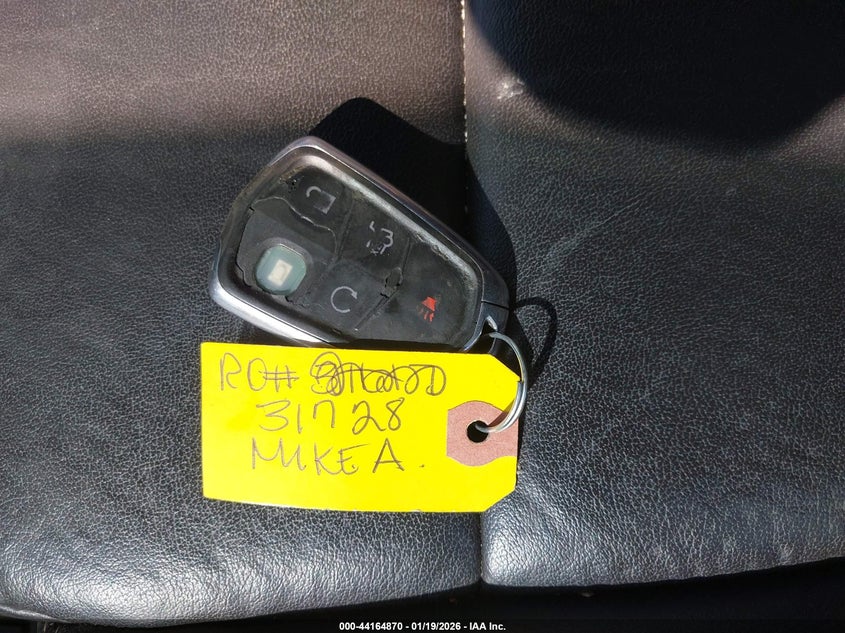 RO#
31728
MIKE A.
000-44164870 - 01/19/2026 - IAA Inc.